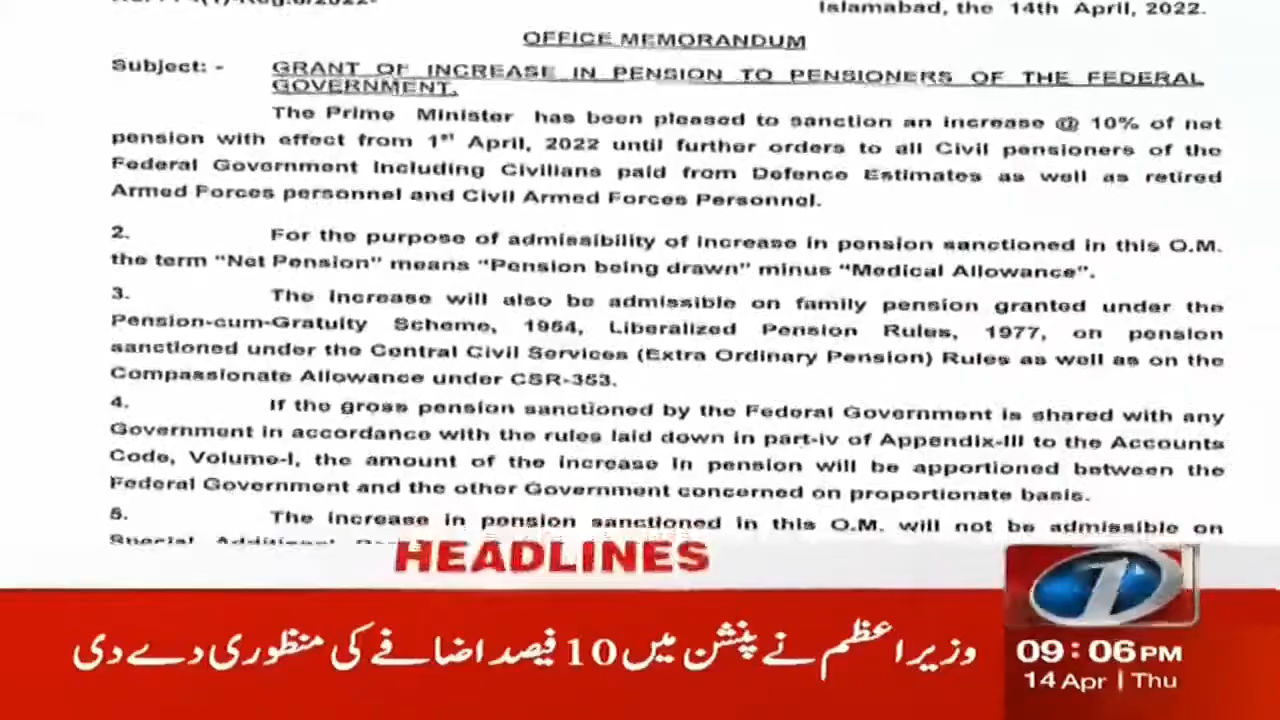 Islamabad, the 14th April, 2022.
OFFICE MEMORANDUM
Subject: - GRANT OF INCREASE IN PENSION TO PENSIONERS OF THE FEDERAL
GOVERNMENT.
The Prime Minister has been pleased to sanction an increase @ 10% of net
pension with effect from 1st April, 2022 until further orders to all Civil pensioners of the
Federal Government including Civilians paid from Defence Estimates as well as retired
Armed Forces personnel and Civil Armed Forces Personnel.
2. For the purpose of admissibility of increase in pension sanctioned in this O.M.
the term "Net Pension" means "Pension being drawn" minus "Medical Allowance".
3. The increase will also be admissible on family pension granted under the
Pension-cum-Gratuity Scheme, 1954, Liberalized Pension Rules, 1977, on pension
sanctioned under the Central Civil Services (Extra Ordinary Pension) Rules as well as on the
Compassionate Allowance under CSR-353.
4. If the gross pension sanctioned by the Federal Government is shared with any
Government in accordance with the rules laid down in part-iv of Appendix-III to the Accounts
Code, Volume-I, the amount of the increase in pension will be apportioned between the
Federal Government and the other Government concerned on proportionate basis.
5. The increase in pension sanctioned in this O.M. will not be admissible on
HEADLINES
1
وزیراعظم نے پنشن میں 10 فیصد اضافے کی منظوری دے دی
09:06 PM
14 Apr | Thu